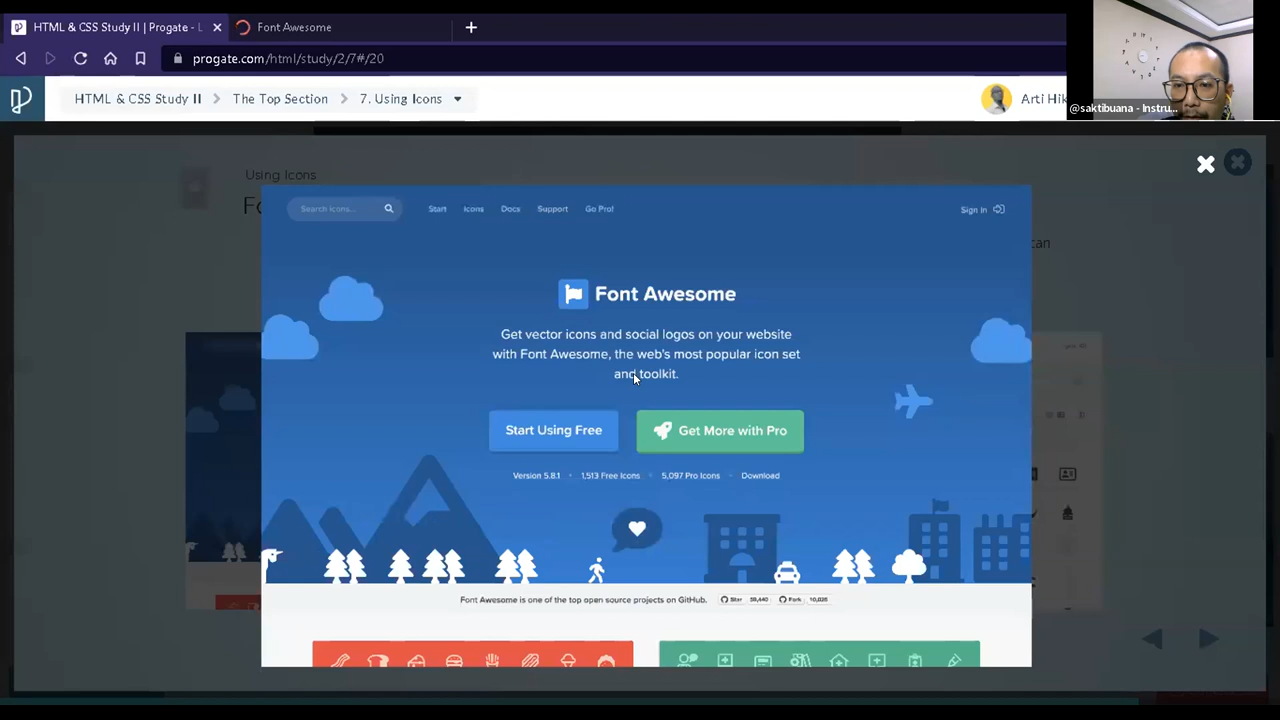 HTML & CSS Study II | Progate - L
Font Awesome
progate.com/html/study/2/7#/20
HTML & CSS Study II
The Top Section
7. Using Icons
Arti Hik
@saktibuana - Instru...
Using Icons
can
Search icons...
Start
Icons
Docs
Support
Go Pro!
Sign In
Font Awesome
Get vector icons and social logos on your website
with Font Awesome, the web's most popular icon set
and toolkit.
Start Using Free
Get More with Pro
Version 5.8.1
1,513 Free Icons
5,097 Pro Icons
Download
Font Awesome is one of the top open source projects on GitHub.
Star
Fork